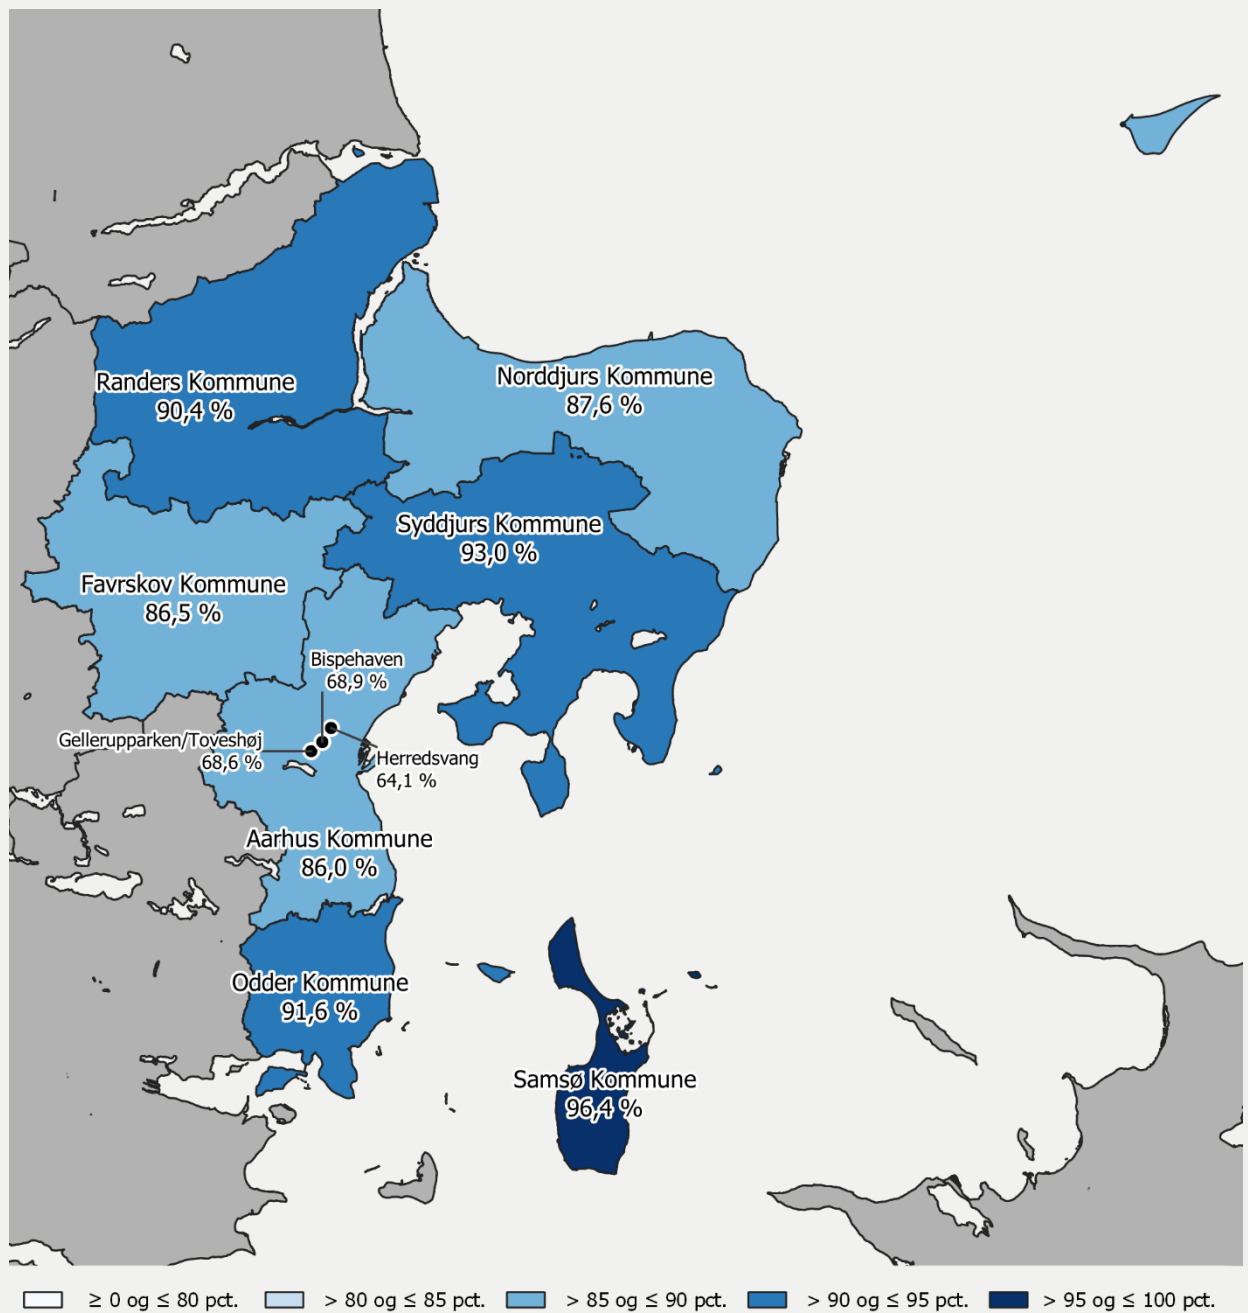 Randers Kommune
90,4 %
Norddjurs Kommune
87,6 %
Syddjurs Kommune
93,0 %
Favrskov Kommune
86,5 %
Bispehaven
68,9 %
Gellerupparken/Toveshøj
68,6 %
Herredsvang
64,1 %
Aarhus Kommune
86,0 %
Odder Kommune
91,6 %
Samsø Kommune
96,4 %
≥ 0 og ≤ 80 pct.
> 80 og ≤ 85 pct.
> 85 og ≤ 90 pct.
> 90 og ≤ 95 pct.
> 95 og ≤ 100 pct.